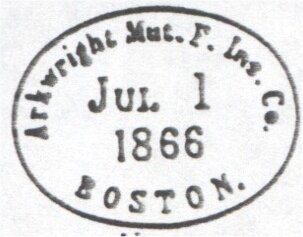 Arkwright Mut. F. Ins. Co.
JUL 1
1866
BOSTON.